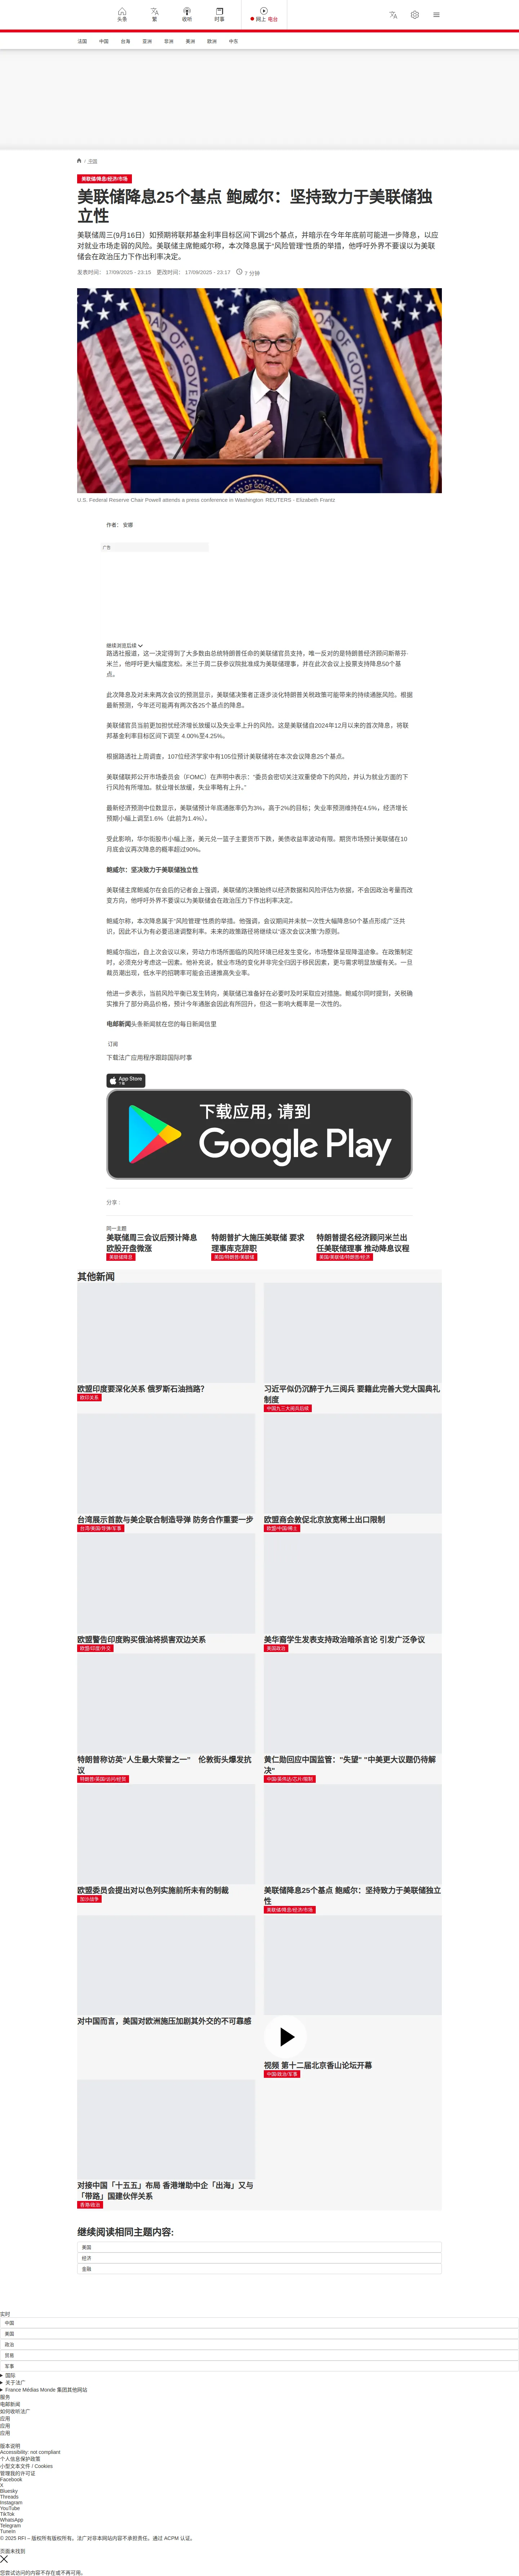 头条
繁
收听
时事
网上 电台
法国
中国
台海
亚洲
非洲
美洲
欧洲
中东
/ 中国
美联储/降息/经济/市场
美联储降息25个基点 鲍威尔：坚持致力于美联储独
立性
美联储周三(9月16日）如预期将联邦基金利率目标区间下调25个基点，并暗示在今年年底前可能进一步降息，以应
对就业市场走弱的风险。美联储主席鲍威尔称，本次降息属于“风险管理”性质的举措，他呼吁外界不要误以为美联
储会在政治压力下作出利率决定。
发表时间： 17/09/2025 - 23:15 更改时间： 17/09/2025 - 23:17 7 分钟
U.S. Federal Reserve Chair Powell attends a press conference in Washington REUTERS - Elizabeth Frantz
作者： 安娜
广告
继续浏览后续
路透社报道，这一决定得到了大多数由总统特朗普任命的美联储官员支持，唯一反对的是特朗普经济顾问斯蒂芬·
米兰，他呼吁更大幅度宽松。米兰于周二获参议院批准成为美联储理事，并在此次会议上投票支持降息50个基
点。
此次降息及对未来两次会议的预测显示，美联储决策者正逐步淡化特朗普关税政策可能带来的持续通胀风险。根据
最新预测，今年还可能再有两次各25个基点的降息。
美联储官员当前更加担忧经济增长放缓以及失业率上升的风险。这是美联储自2024年12月以来的首次降息，将联
邦基金利率目标区间下调至 4.00%至4.25%。
根据路透社上周调查，107位经济学家中有105位预计美联储将在本次会议降息25个基点。
美联储联邦公开市场委员会（FOMC）在声明中表示：“委员会密切关注双重使命下的风险，并认为就业方面的下
行风险有所增加。就业增长放缓，失业率略有上升。”
最新经济预测中位数显示，美联储预计年底通胀率仍为3%，高于2%的目标；失业率预测维持在4.5%，经济增长
预期小幅上调至1.6%（此前为1.4%）。
受此影响，华尔街股市小幅上涨，美元兑一篮子主要货币下跌，美债收益率波动有限。期货市场预计美联储在10
月底会议再次降息的概率超过90%。
鲍威尔：坚决致力于美联储独立性
美联储主席鲍威尔在会后的记者会上强调，美联储的决策始终以经济数据和风险评估为依据，不会因政治考量而改
变方向，他呼吁外界不要误以为美联储会在政治压力下作出利率决定。
鲍威尔称，本次降息属于“风险管理”性质的举措。他强调，会议期间并未就一次性大幅降息50个基点形成广泛共
识，因此不认为有必要迅速调整利率。未来的政策路径将继续以“逐次会议决策”为原则。
鲍威尔指出，自上次会议以来，劳动力市场所面临的风险环境已经发生变化，市场整体呈现降温迹象。在政策制定
时，必须充分考虑这一因素。他补充说，就业市场的变化并非完全归因于移民因素，更与需求明显放缓有关。一旦
裁员潮出现，低水平的招聘率可能会迅速推高失业率。
他进一步表示，当前风险平衡已发生转向，美联储已准备好在必要时及时采取应对措施。鲍威尔同时提到，关税确
实推升了部分商品价格，预计今年通胀会因此有所回升，但这一影响大概率是一次性的。
电邮新闻头条新闻就在您的每日新闻信里
订阅
下载法广应用程序跟踪国际时事
App Store
下载
下载应用，请到
Google Play
分享 :
同一主题
美联储周三会议后预计降息
欧股开盘微涨
美联储降息
特朗普扩大施压美联储 要求
理事库克辞职
美国/特朗普/美联储
特朗普提名经济顾问米兰出
任美联储理事 推动降息议程
美国/美联储/特朗普/经济
其他新闻
欧盟印度要深化关系 俄罗斯石油挡路？
欧印关系
习近平似仍沉醉于九三阅兵 要籍此完善大党大国典礼
制度
中国九三大阅兵后续
台湾展示首款与美企联合制造导弹 防务合作重要一步
台湾/美国/导弹/军事
欧盟商会敦促北京放宽稀土出口限制
欧盟/中国/稀土
欧盟警告印度购买俄油将损害双边关系
欧盟/印度/外交
美华裔学生发表支持政治暗杀言论 引发广泛争议
美国政治
特朗普称访英“人生最大荣誉之一” 伦敦街头爆发抗
议
特朗普/英国/访问/经贸
黄仁勋回应中国监管：“失望” “中美更大议题仍待解
决”
中国/英伟达/芯片/限制
欧盟委员会提出对以色列实施前所未有的制裁
加沙战争
美联储降息25个基点 鲍威尔：坚持致力于美联储独立
性
美联储/降息/经济/市场
对中国而言，美国对欧洲施压加剧其外交的不可靠感
视频 第十二届北京香山论坛开幕
中国/政治/军事
对接中国「十五五」布局 香港增助中企「出海」又与
「带路」国建伙伴关系
香港/政治
继续阅读相同主题内容:
美国
经济
金融
实时
中国
美国
政治
贸易
军事
国际
关于法广
France Médias Monde 集团其他网站
服务
电邮新闻
如何收听法广
应用
应用
应用
版本说明
Accessibility: not compliant
个人信息保护政策
小型文本文件 / Cookies
管理我的许可证
Facebook
X
Bluesky
Threads
Instagram
YouTube
TikTok
WhatsApp
Telegram
TuneIn
© 2025 RFI – 版权所有版权所有。法广对非本网站内容不承担责任。通过 ACPM 认证。
页面未找到
您尝试访问的内容不存在或不再可用。